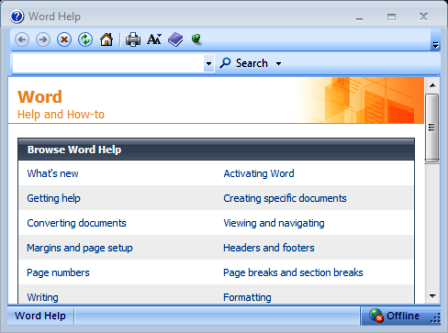 Word Help
Search
Word
Help and How-to
Browse Word Help
What's new Activating Word
Getting help Creating specific documents
Converting documents Viewing and navigating
Margins and page setup Headers and footers
Page numbers Page breaks and section breaks
Writing Formatting
Word Help Offline